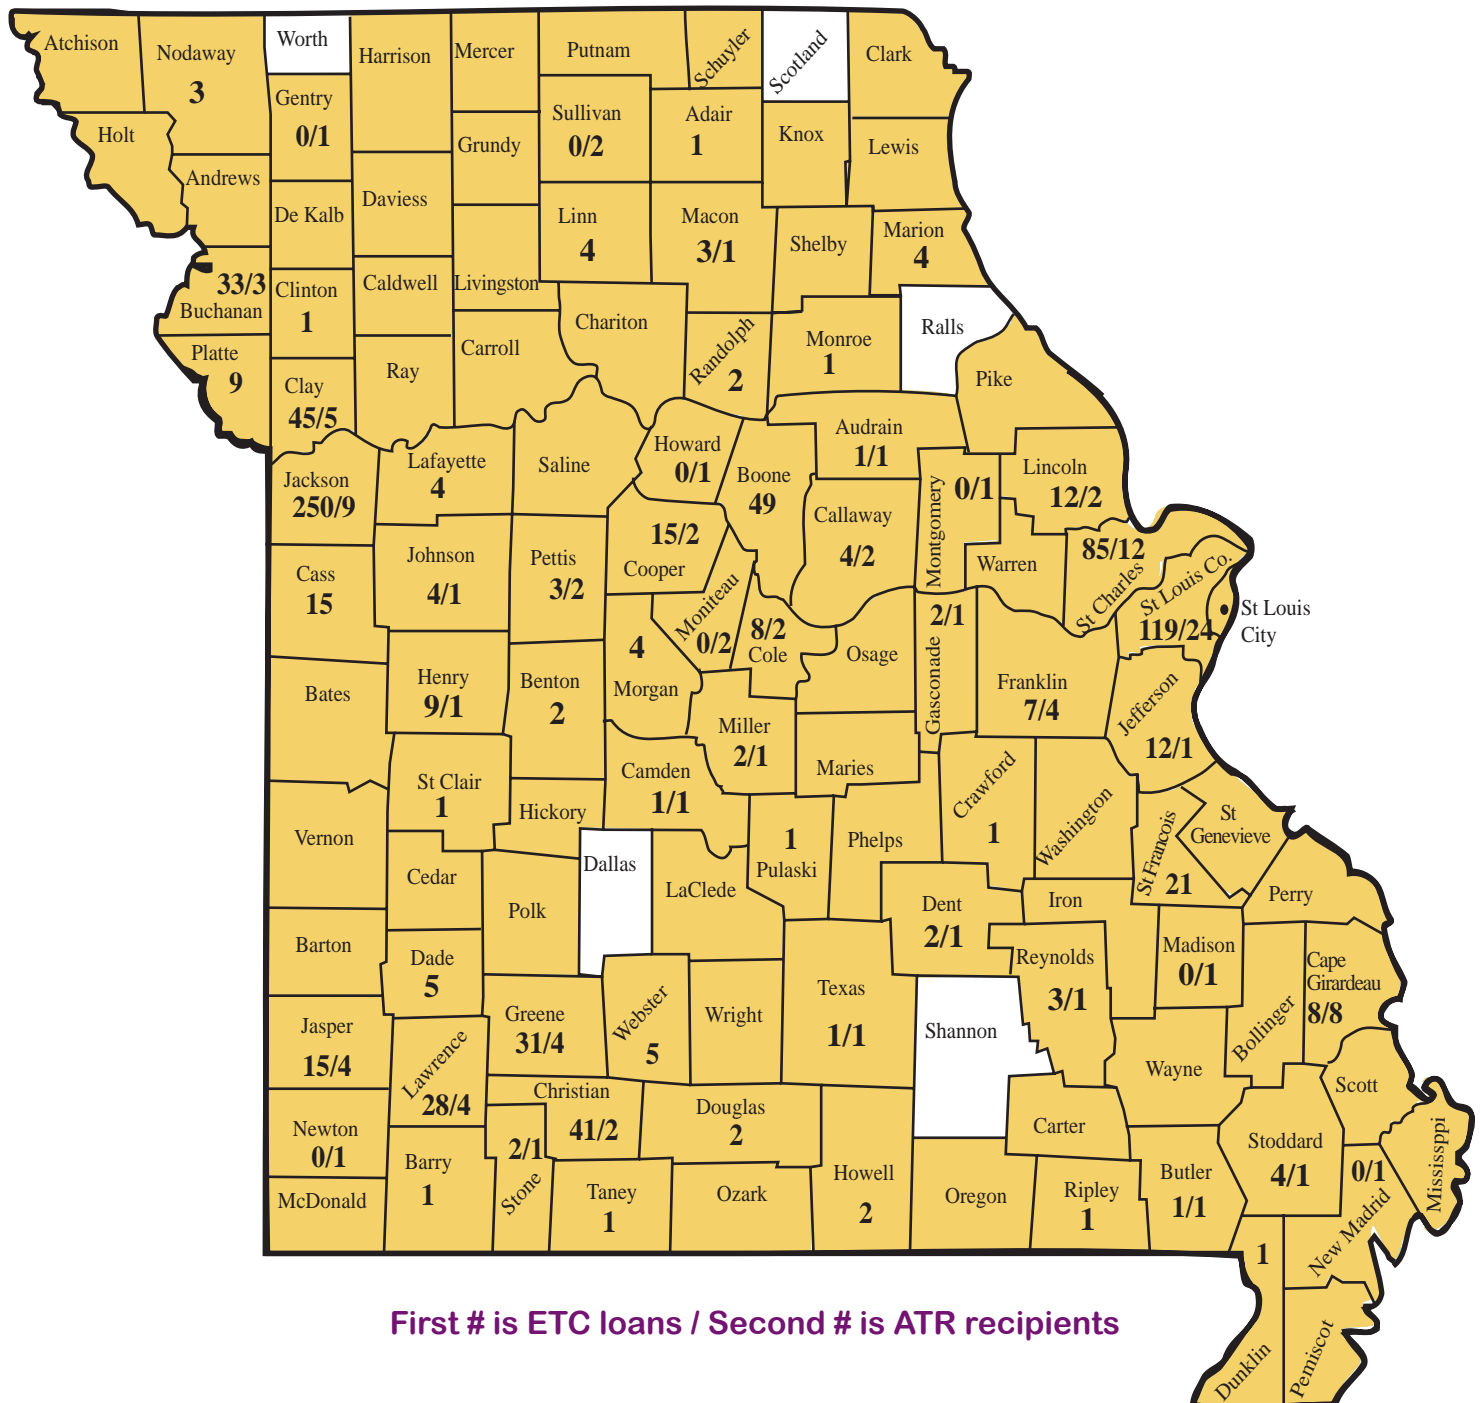 Atchison
Nodaway
3
Worth
Harrison
Mercer
Putnam
Schuyler
Scotland
Clark
Holt
Gentry
0/1
Grundy
Sullivan
0/2
Adair
1
Knox
Lewis
Andrews
De Kalb
Daviess
Linn
4
Macon
3/1
Shelby
Marion
4
33/3
Buchanan
Clinton
1
Caldwell
Livingston
Chariton
Randolph
2
Monroe
1
Ralls
Pike
Platte
9
Clay
45/5
Ray
Carroll
Jackson
250/9
Lafayette
4
Saline
Howard
0/1
Boone
49
Audrain
1/1
Montgomery
0/1
Lincoln
12/2
Callaway
4/2
Warren
85/12
St Charles
St Louis Co.
119/24
St Louis
City
Cass
15
Johnson
4/1
Pettis
3/2
15/2
Cooper
Moniteau
0/2
8/2
Cole
Osage
2/1
Gasconade
Franklin
7/4
Jefferson
12/1
Bates
Henry
9/1
Benton
2
4
Morgan
Miller
2/1
Maries
St Clair
1
Hickory
Camden
1/1
1
Pulaski
Phelps
Crawford
1
Washington
St Francois
21
St
Genevieve
Perry
Vernon
Cedar
Polk
Dallas
LaClede
Dent
2/1
Iron
Reynolds
3/1
Madison
0/1
Bollinger
Cape
Girardeau
8/8
Barton
Dade
5
Greene
31/4
Webster
5
Wright
Texas
1/1
Shannon
Wayne
Scott
Mississppi
Jasper
15/4
Lawrence
28/4
Christian
41/2
Douglas
2
Carter
Stoddard
4/1
0/1
New Madrid
Newton
0/1
Barry
1
2/1
Stone
Taney
1
Ozark
Howell
2
Oregon
Ripley
1
Butler
1/1
McDonald
1
Dunklin
Pemiscot
First # is ETC loans / Second # is ATR recipients